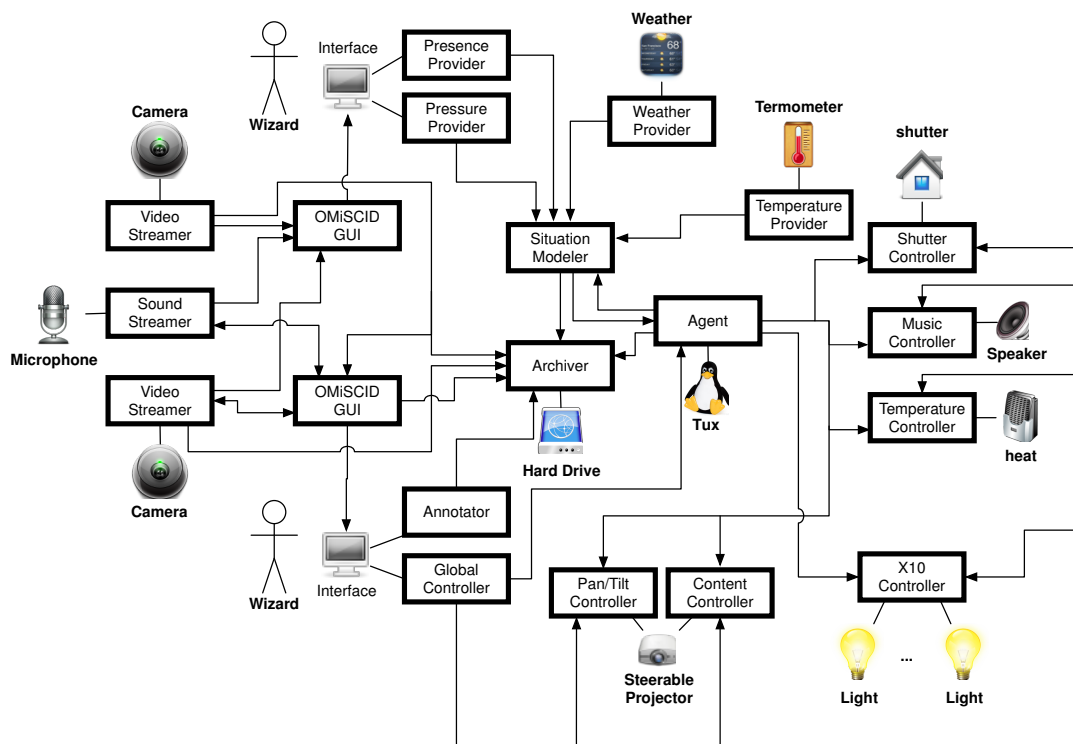 Weather
Interface
Presence
Provider
68°
Wizard
Pressure
Provider
Weather
Provider
Termometer
Camera
shutter
Video
Streamer
OMiSCID
GUI
Situation
Modeler
Temperature
Provider
Shutter
Controller
Microphone
Sound
Streamer
Agent
Music
Controller
Speaker
Archiver
Video
Streamer
OMiSCID
GUI
Tux
Temperature
Controller
heat
Hard Drive
Camera
Annotator
Wizard
Interface
Global
Controller
Pan/Tilt
Controller
Content
Controller
X10
Controller
Steerable
Projector
...
Light
Light